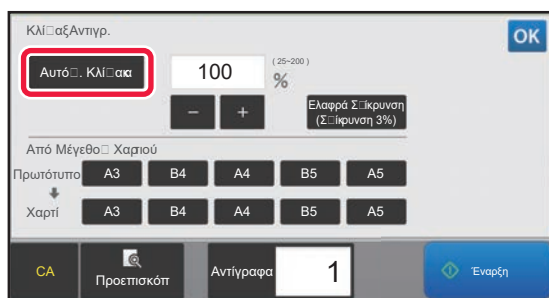 Κλί□αξΑντιγρ.
OK
Αυτό□. Κλί□ακα
100
(25~200)
%
−
+
Ελαφρά Σ□ίκρυνση
(Σ□ίκρυνση 3%)
Από Μέγεθο□ Χαρτιού
Πρωτότυπο
A3
B4
A4
B5
A5
Χαρτί
A3
B4
A4
B5
A5
CA
Προεπισκόπ
Αντίγραφα
1
Έναρξη